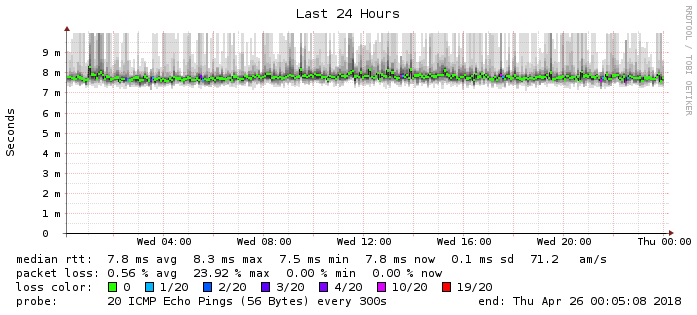 Last 24 Hours
RRDTOOL / TOBI OETIKER
Seconds
9 m
8 m
7 m
6 m
5 m
4 m
3 m
2 m
1 m
0
Wed 04:00 Wed 08:00 Wed 12:00 Wed 16:00 Wed 20:00 Thu 00:00
median rtt: 7.8 ms avg 8.3 ms max 7.5 ms min 7.8 ms now 0.1 ms sd 71.2 am/s
packet loss: 0.56 % avg 23.92 % max 0.00 % min 0.00 % now
loss color: 0 1/20 2/20 3/20 4/20 10/20 19/20
probe: 20 ICMP Echo Pings (56 Bytes) every 300s end: Thu Apr 26 00:05:08 2018